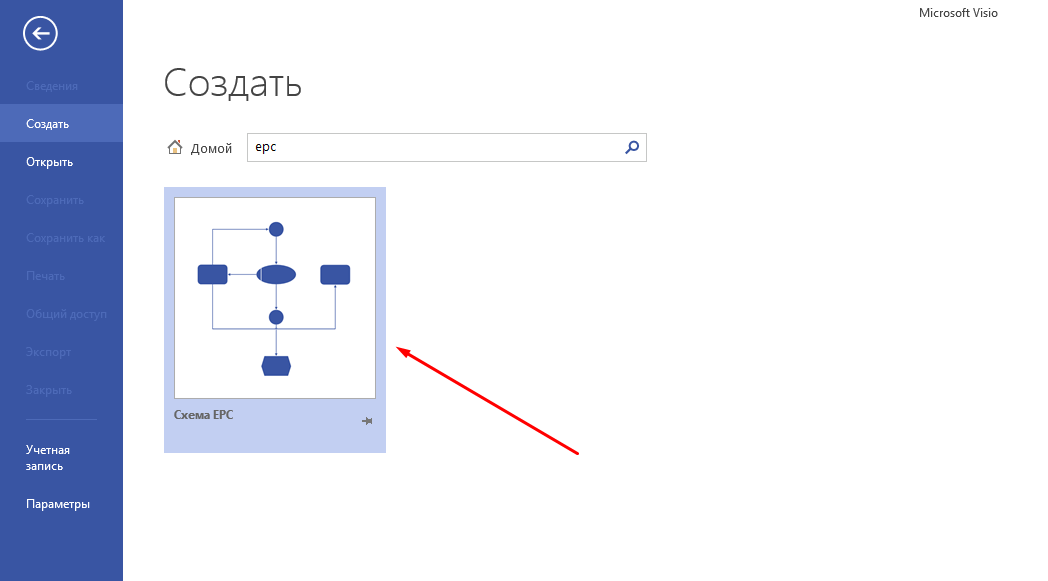 Microsoft Visio
Сведения
Создать
Открыть
Сохранить
Сохранить как
Печать
Общий доступ
Экспорт
Закрыть
Учетная
запись
Параметры
Создать
Домой
epc
Схема EPC